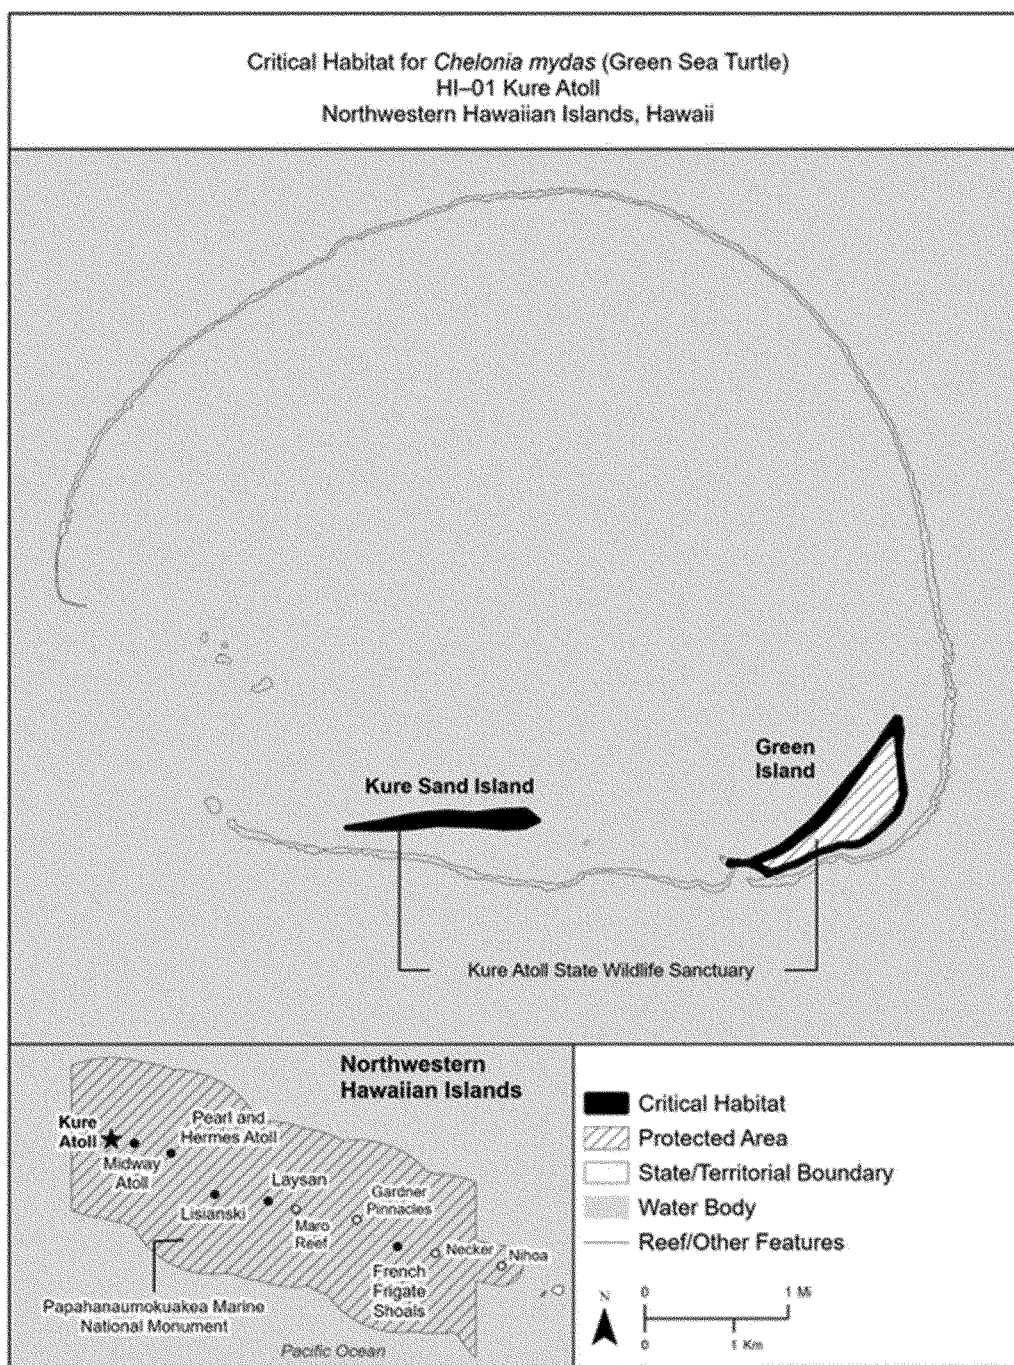 Critical Habitat for Chelonia mydas (Green Sea Turtle)
HI–01 Kure Atoll
Northwestern Hawaiian Islands, Hawaii
Green
Island
Kure Sand Island
Kure Atoll State Wildlife Sanctuary
Northwestern
Hawaiian Islands
Kure
Atoll
Pearl and
Hermes Atoll
Midway
Atoll
Laysan
Lisianski
Gardner
Pinnacles
Maro
Reef
Necker
Nihoa
French
Frigate
Shoals
Papahanaumokuakea Marine
National Monument
Pacific Ocean
Critical Habitat
Protected Area
State/Territorial Boundary
Water Body
Reef/Other Features
N
0 1 Mi
0 1 Km